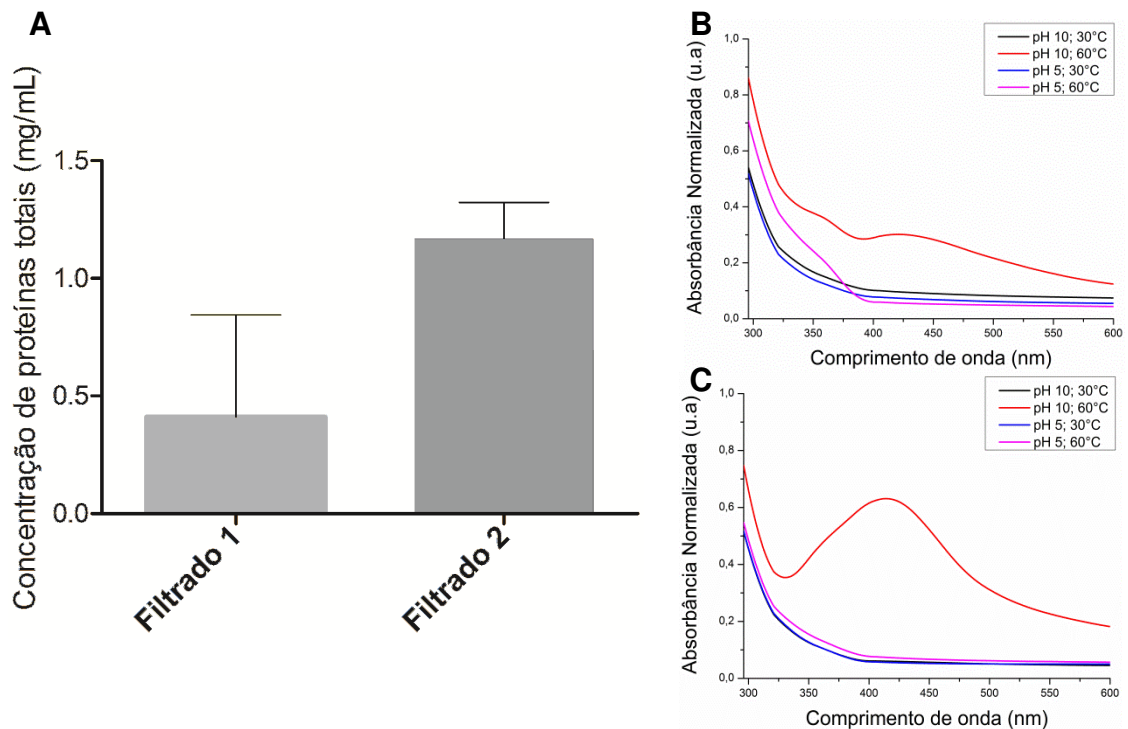 A
Concentração de proteínas totais (mg/mL)
1.5
1.0
0.5
0.0
Filtrado 1
Filtrado 2
B
Absorbância Normalizada (u.a)
1,0
0,8
0,6
0,4
0,2
0,0
pH 10; 30°C
pH 10; 60°C
pH 5; 30°C
pH 5; 60°C
300 350 400 450 500 550 600
Comprimento de onda (nm)
C
Absorbância Normalizada (u.a)
1,0
0,8
0,6
0,4
0,2
0,0
pH 10; 30°C
pH 10; 60°C
pH 5; 30°C
pH 5; 60°C
300 350 400 450 500 550 600
Comprimento de onda (nm)